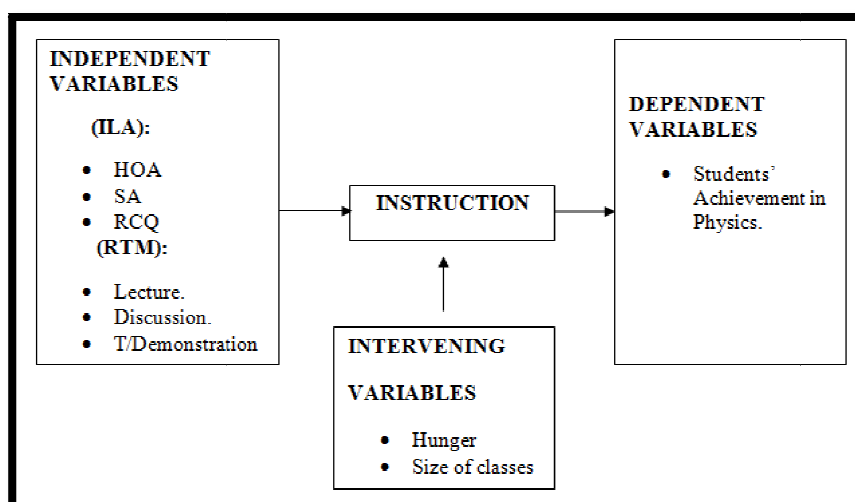 INDEPENDENT
VARIABLES
(ILA):
• HOA
• SA
• RCQ
(RTM):
• Lecture.
• Discussion.
• T/Demonstration
INSTRUCTION
INTERVENING
VARIABLES
• Hunger
• Size of classes
DEPENDENT
VARIABLES
• Students’
Achievement in
Physics.